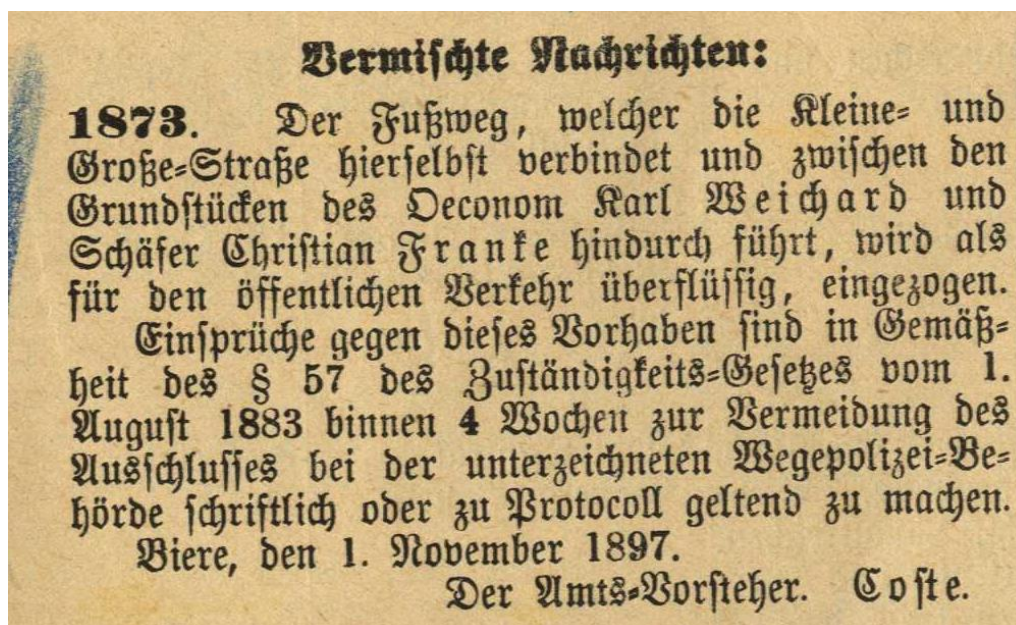 Vermischte Nachrichten:
1873. Der Fußweg, welcher die Kleine- und
Große-Straße hierselbst verbindet und zwischen den
Grundstücken des Oeconom Karl Weichard und
Schäfer Christian Franke hindurch führt, wird als
für den öffentlichen Verkehr überflüssig, eingezogen.
Einsprüche gegen dieses Vorhaben sind in Gemäß-
heit des § 57 des Zuständigkeits-Gesetzes vom 1.
August 1883 binnen 4 Wochen zur Vermeidung des
Ausschlusses bei der unterzeichneten Wegepolizei-Be-
hörde schriftlich oder zu Protocoll geltend zu machen.
Biere, den 1. November 1897.
Der Amts-Vorsteher. Coste.